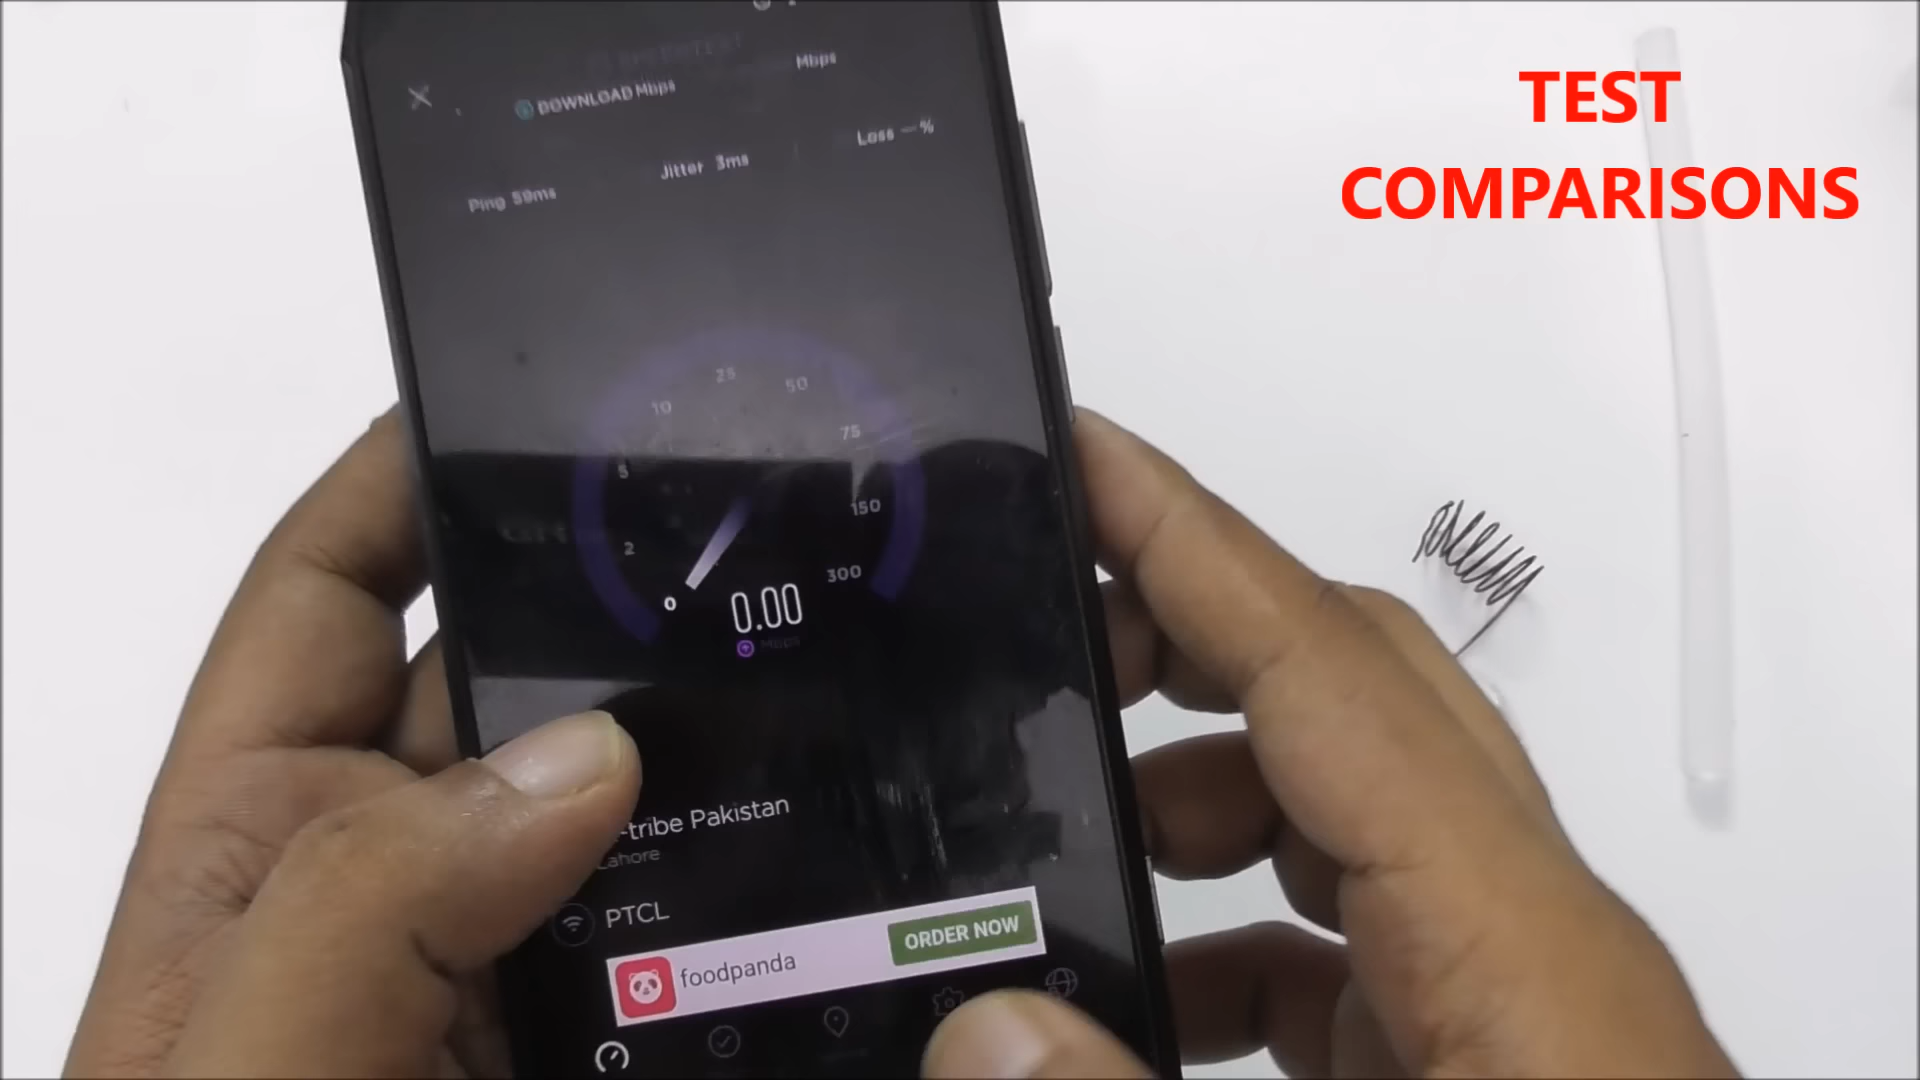 TEST
COMPARISONS
DOWNLOAD Mbps
Mbps
Ping 59ms
Jitter 3ms
Loss — %
0
2
5
10
25
50
75
150
300
0.00
Mbps
-tribe Pakistan
Lahore
PTCL
foodpanda
ORDER NOW